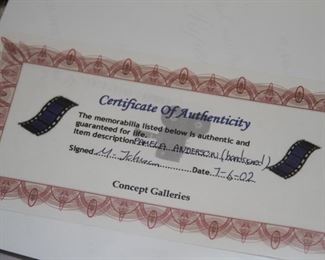 Certificate Of Authenticity
The memorabilia listed below is authentic and
guaranteed for life.
Item description PAMELA ANDERSON (handsigned)
Signed M. Johnson Date 7-6-02
Concept Galleries